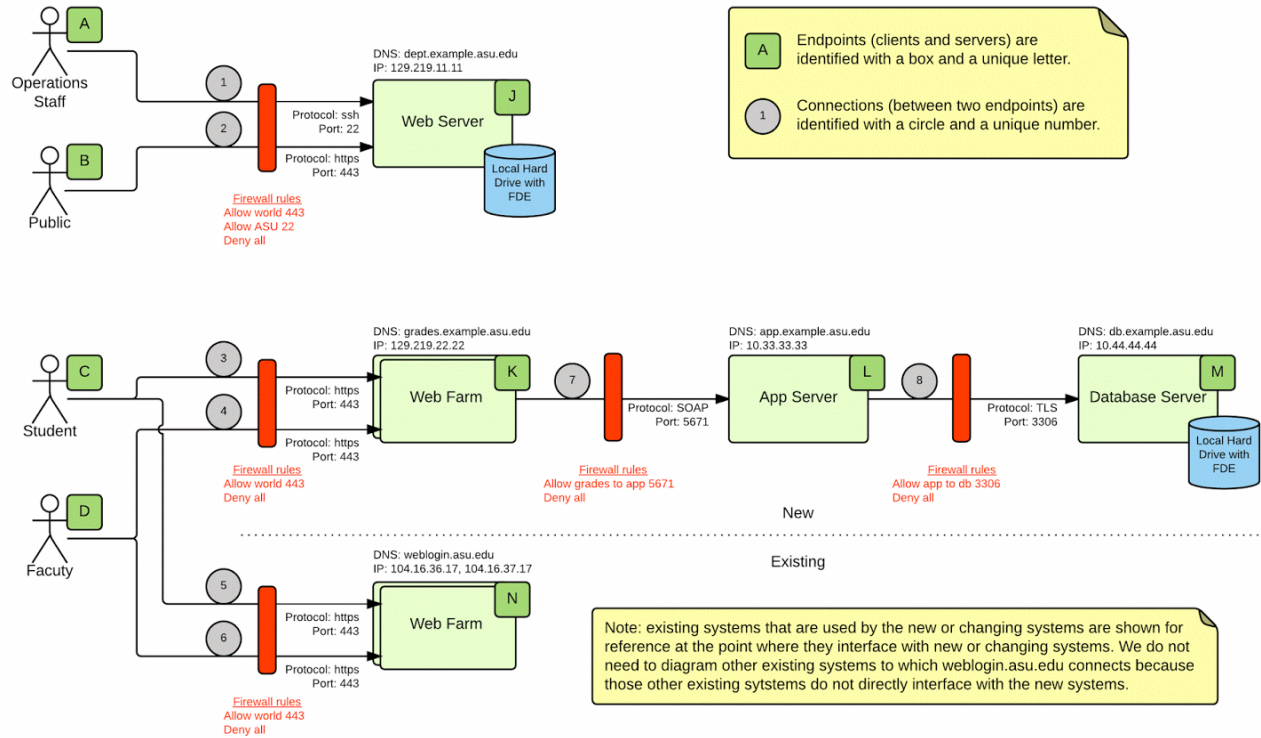 A
Operations
Staff
1
2
B
Public
DNS: dept.example.asu.edu
IP: 129.219.11.11
J
Web Server
Protocol: ssh
Port: 22
Protocol: https
Port: 443
Local Hard
Drive with
FDE
Firewall rules
Allow world 443
Allow ASU 22
Deny all
A
Endpoints (clients and servers) are
identified with a box and a unique letter.
1
Connections (between two endpoints) are
identified with a circle and a unique number.
C
Student
3
4
Protocol: https
Port: 443
Protocol: https
Port: 443
Firewall rules
Allow world 443
Deny all
DNS: grades.example.asu.edu
IP: 129.219.22.22
K
Web Farm
7
Protocol: SOAP
Port: 5671
Firewall rules
Allow grades to app 5671
Deny all
DNS: app.example.asu.edu
IP: 10.33.33.33
L
App Server
8
Protocol: TLS
Port: 3306
Firewall rules
Allow app to db 3306
Deny all
DNS: db.example.asu.edu
IP: 10.44.44.44
M
Database Server
Local Hard
Drive with
FDE
New
Existing
D
Facuty
5
6
Protocol: https
Port: 443
Protocol: https
Port: 443
Firewall rules
Allow world 443
Deny all
DNS: weblogin.asu.edu
IP: 104.16.36.17, 104.16.37.17
N
Web Farm
Note: existing systems that are used by the new or changing systems are shown for
reference at the point where they interface with new or changing systems. We do not
need to diagram other existing systems to which weblogin.asu.edu connects because
those other existing sytstems do not directly interface with the new systems.